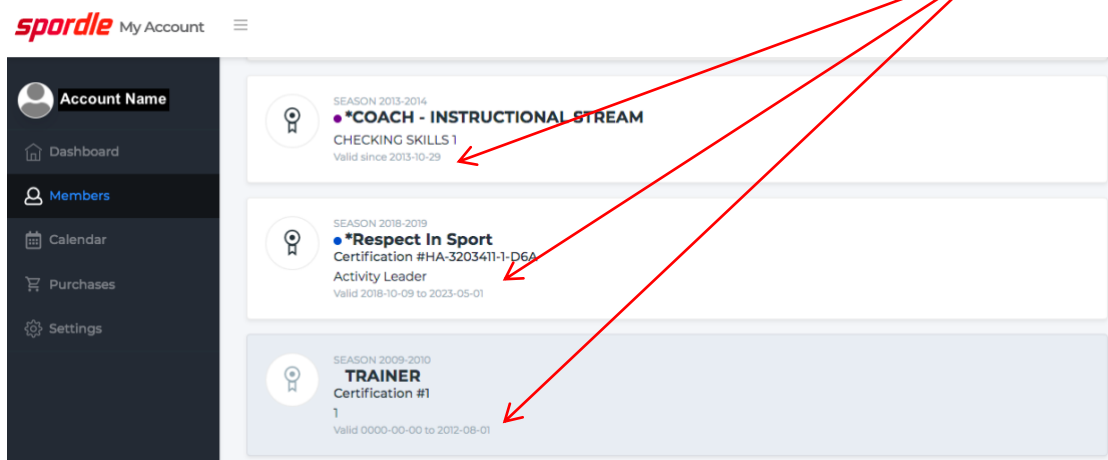 spordle My Account
Account Name
Dashboard
Members
Calendar
Purchases
Settings
SEASON 2013-2014
*COACH - INSTRUCTIONAL STREAM
CHECKING SKILLS 1
Valid since 2013-10-29
SEASON 2018-2019
*Respect In Sport
Certification #HA-3203411-1-D6A
Activity Leader
Valid 2018-10-09 to 2023-05-01
SEASON 2009-2010
TRAINER
Certification #1
1
Valid 0000-00-00 to 2012-08-01